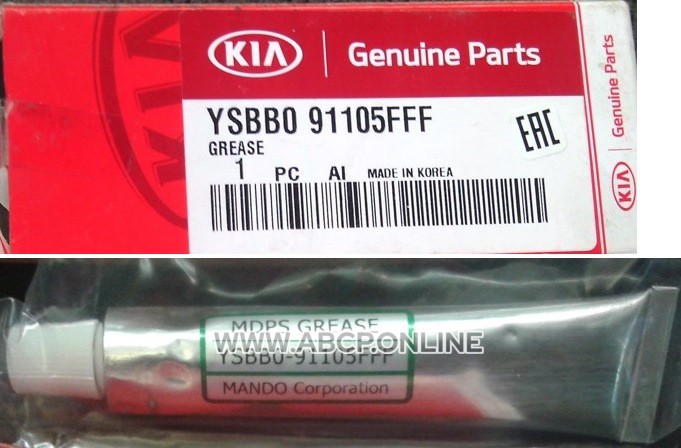 KIA
Genuine Parts
YSBB0 91105FFF
GREASE
1 PC AI MADE IN KOREA
EAC
KIA
Genuine Parts
KIA
MDPS GREASE
WWW.ABCP.ONLINE
YSBB0-91105FFF
MANDO Corporation